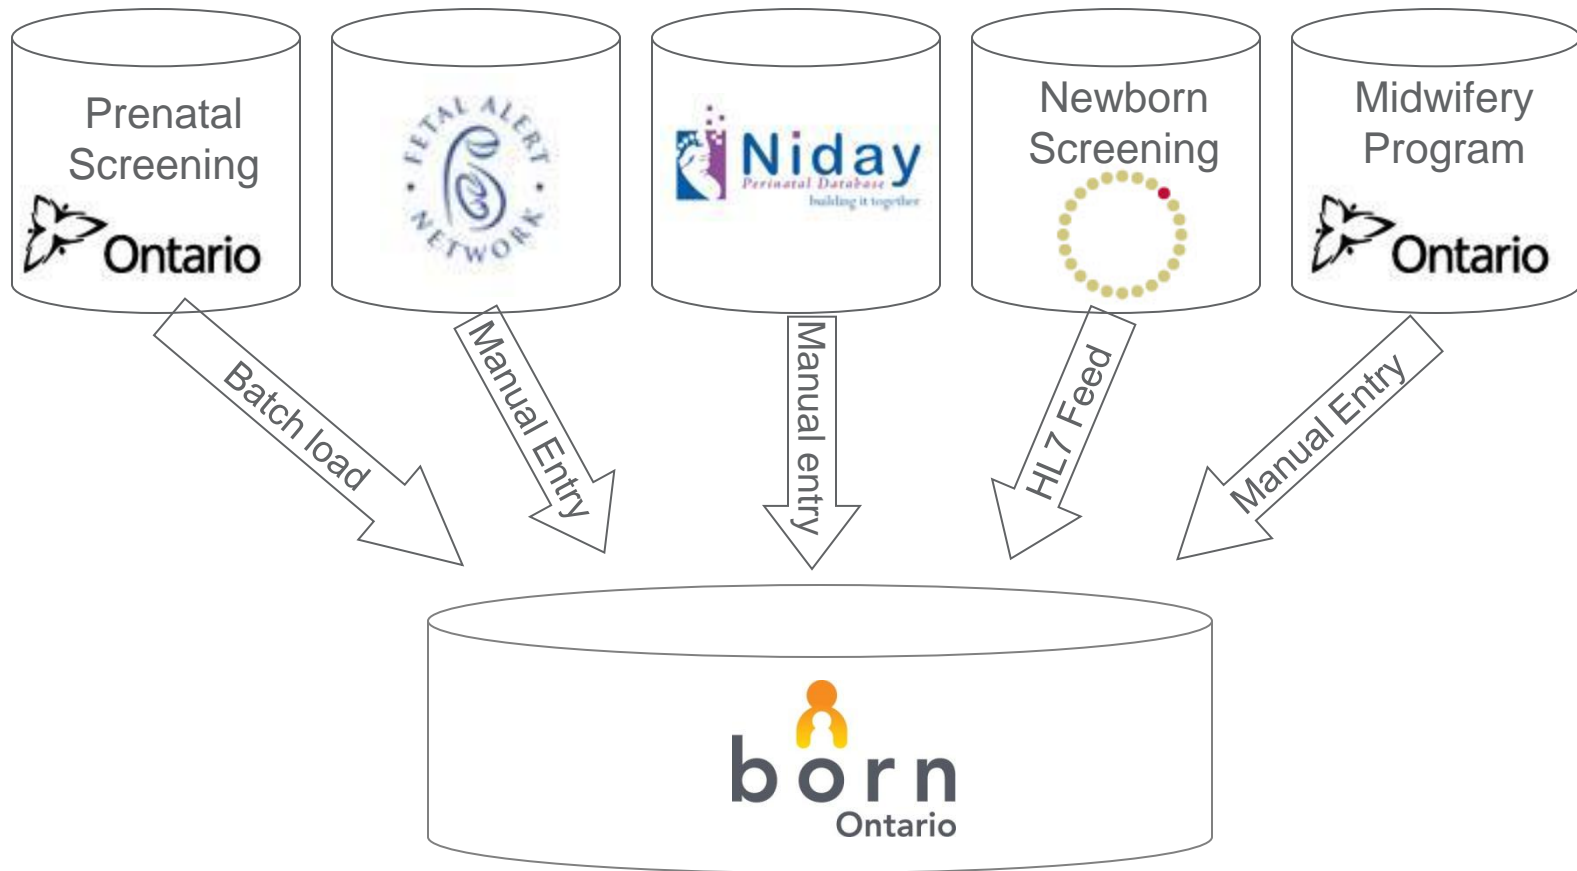 Prenatal
Screening
Ontario
FETAL ALERT
NETWORK
Niday
Perinatal Database
building it together
Newborn
Screening
Midwifery
Program
Ontario
Batch load
Manual Entry
Manual entry
HL7 Feed
Manual Entry
born
Ontario